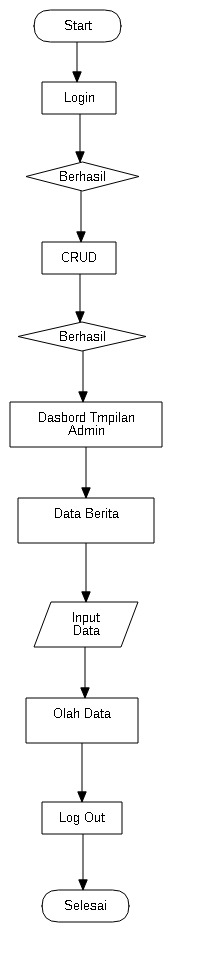 Start
Login
Berhasil
CRUD
Berhasil
Dasbord Tmpilan
Admin
Data Berita
Input
Data
Olah Data
Log Out
Selesai